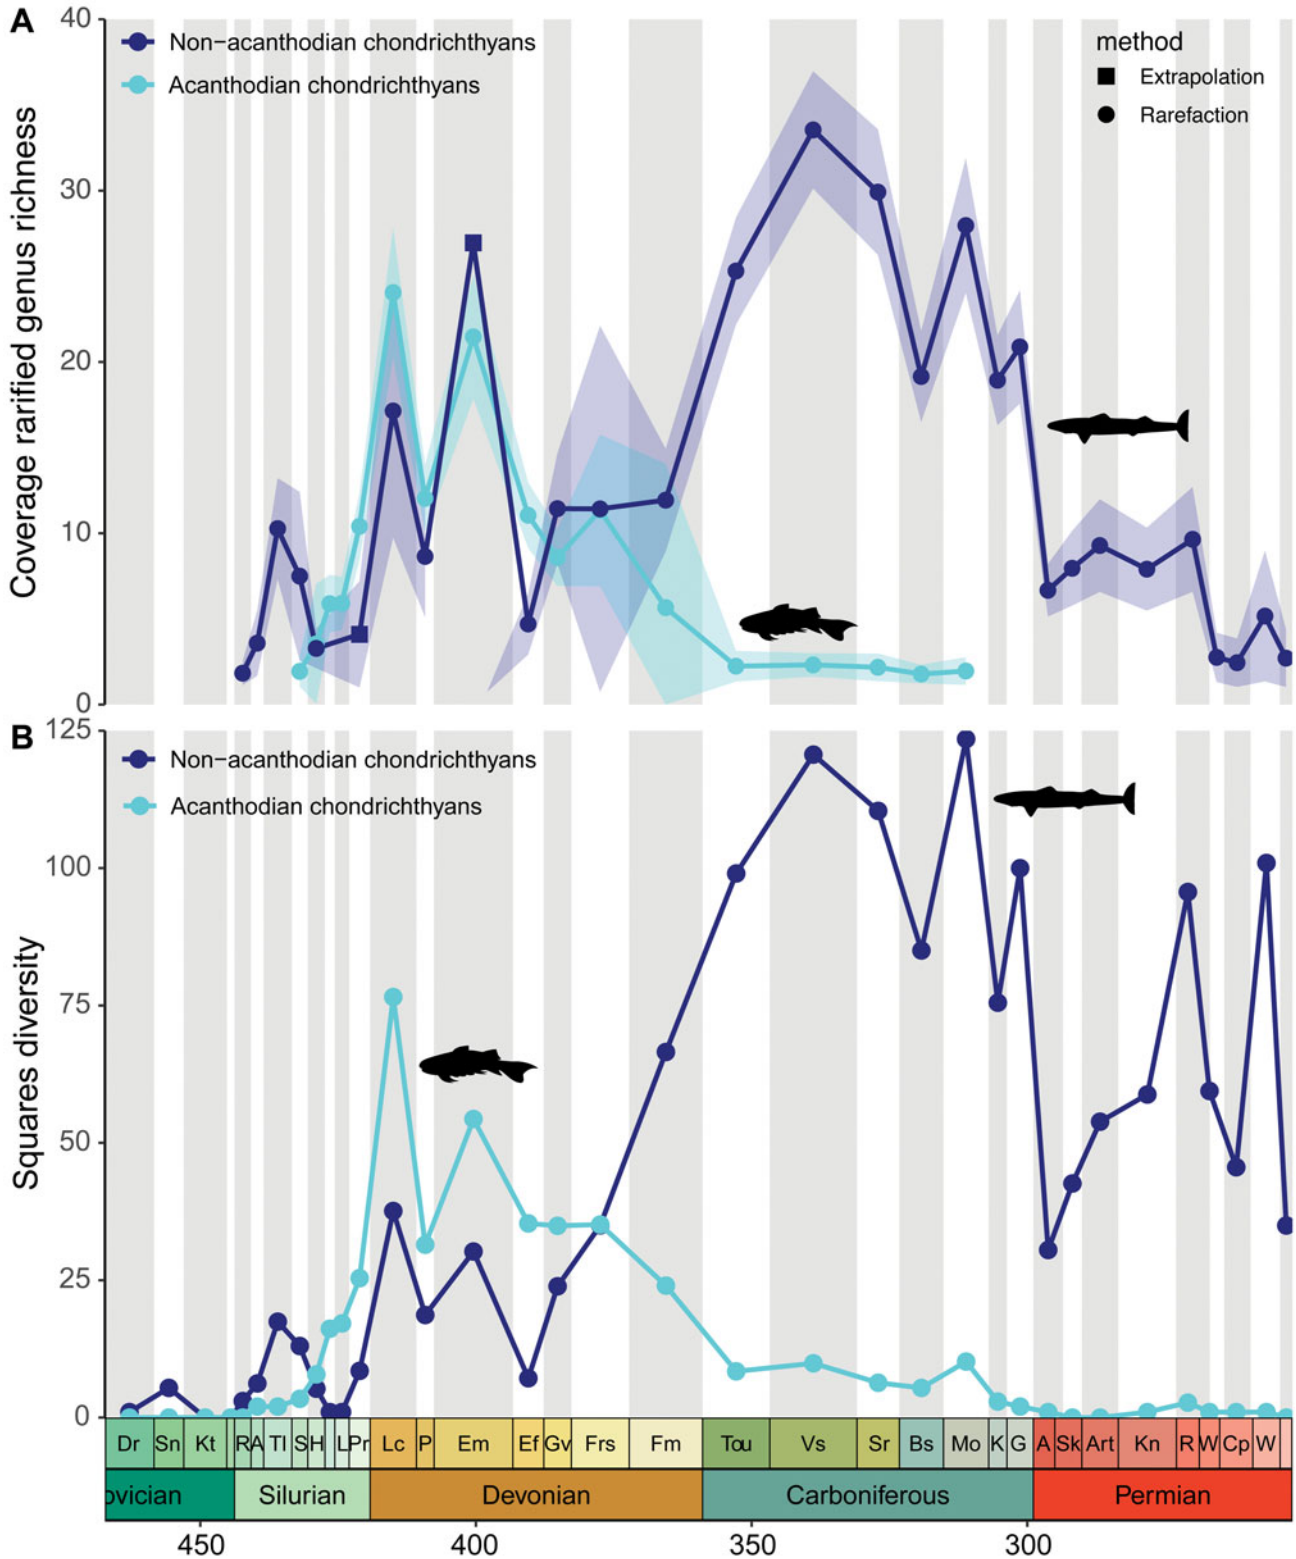 A
40
Non−acanthodian chondrichthyans
Acanthodian chondrichthyans
method
Extrapolation
Rarefaction
Coverage rarified genus richness
30
20
10
0
B
125
Non−acanthodian chondrichthyans
Acanthodian chondrichthyans
Squares diversity
100
75
50
25
0
Dr Sn Kt R A Tl S H L Pr Lc P Em Ef Gv Frs Fm Tou Vs Sr Bs Mo K G A Sk Art Kn R W Cp W
ovician Silurian Devonian Carboniferous Permian
450 400 350 300